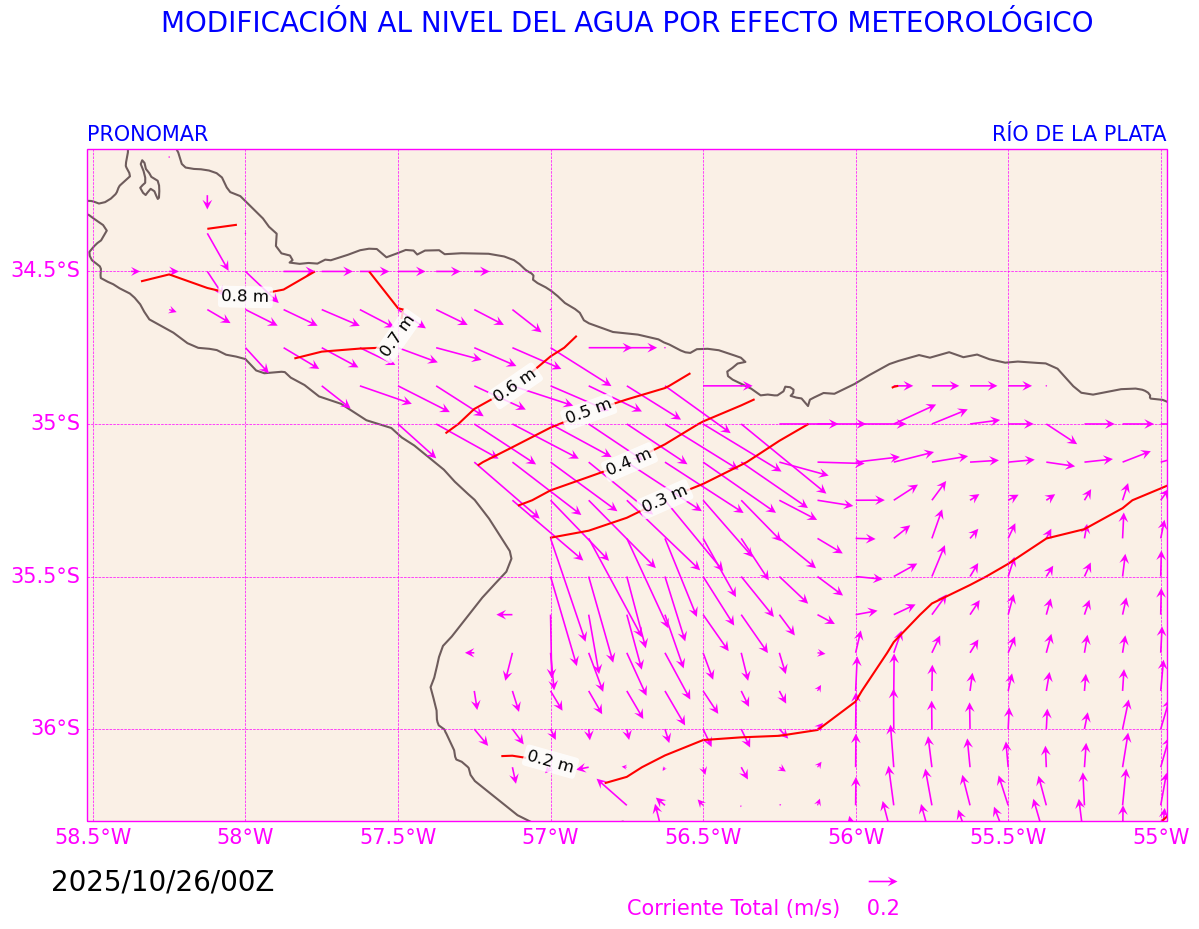 MODIFICACIÓN AL NIVEL DEL AGUA POR EFECTO METEOROLÓGICO
PRONOMAR RÍO DE LA PLATA
34.5°S
0.8 m
0.7 m
0.6 m
0.5 m
35°S
0.4 m
0.3 m
35.5°S
36°S
0.2 m
58.5°W 58°W 57.5°W 57°W 56.5°W 56°W 55.5°W 55°W
2025/10/26/00Z
Corriente Total (m/s) 0.2